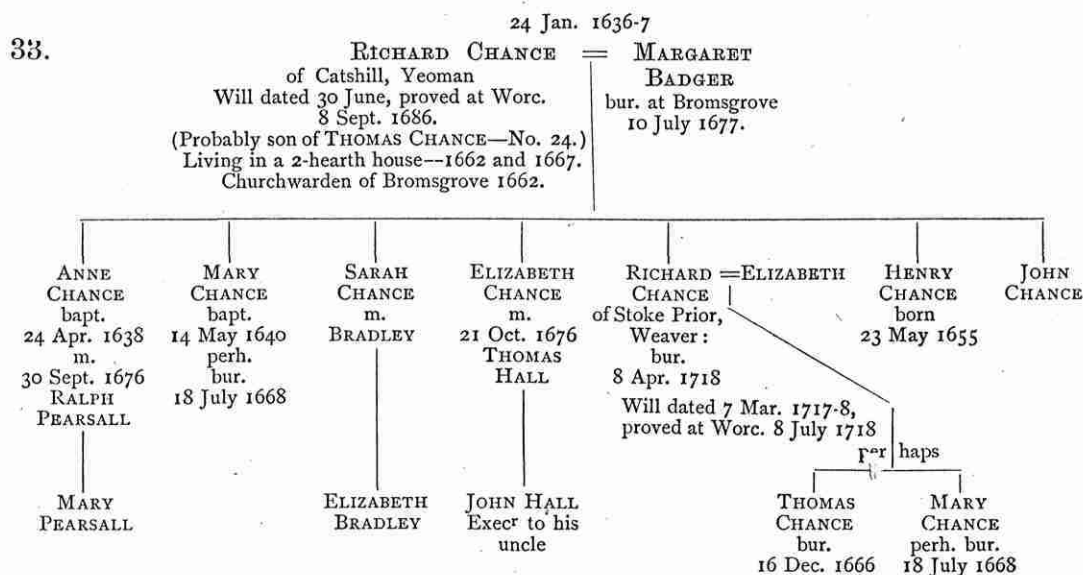 33.
24 Jan. 1636-7
RICHARD CHANCE = MARGARET
BADGER
of Catshill, Yeoman
Will dated 30 June, proved at Worc.
8 Sept. 1686.
(Probably son of THOMAS CHANCE—No. 24.)
Living in a 2-hearth house--1662 and 1667.
Churchwarden of Bromsgrove 1662.
bur. at Bromsgrove
10 July 1677.
ANNE
CHANCE
bapt.
24 Apr. 1638
m.
30 Sept. 1676
RALPH
PEARSALL
MARY
CHANCE
bapt.
14 May 1640
perh.
bur.
18 July 1668
SARAH
CHANCE
m.
BRADLEY
ELIZABETH
CHANCE
m.
21 Oct. 1676
THOMAS
HALL
RICHARD =ELIZABETH
CHANCE
of Stoke Prior,
Weaver:
bur.
8 Apr. 1718
Will dated 7 Mar. 1717-8,
proved at Worc. 8 July 1718
HENRY
CHANCE
born
23 May 1655
JOHN
CHANCE
MARY
PEARSALL
ELIZABETH
BRADLEY
JOHN HALL
Execr to his
uncle
per haps
THOMAS
CHANCE
bur.
16 Dec. 1666
MARY
CHANCE
perh. bur.
18 July 1668